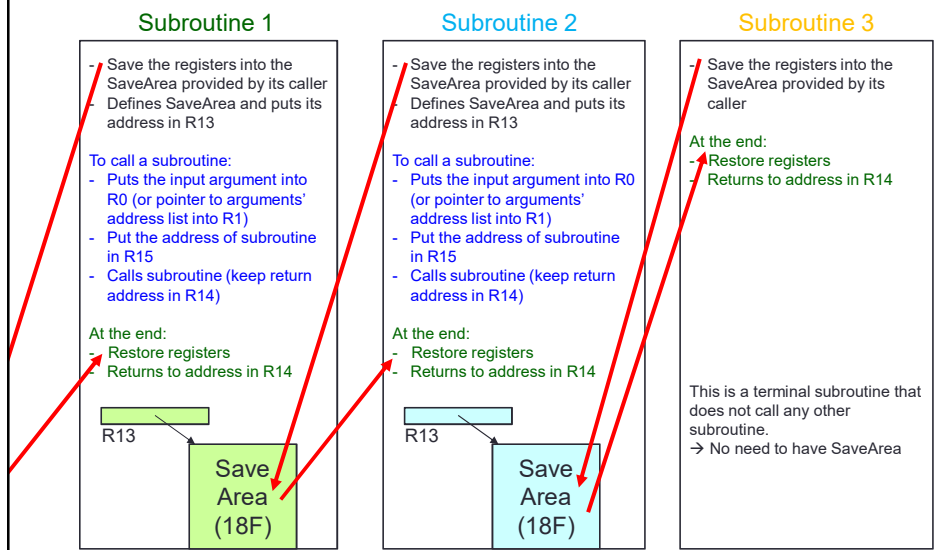 Subroutine 1
- Save the registers into the
SaveArea provided by its caller
- Defines SaveArea and puts its
address in R13
To call a subroutine:
- Puts the input argument into
R0 (or pointer to arguments'
address list into R1)
- Put the address of subroutine
in R15
- Calls subroutine (keep return
address in R14)
At the end:
- Restore registers
- Returns to address in R14
R13
Save
Area
(18F)
Subroutine 2
- Save the registers into the
SaveArea provided by its caller
- Defines SaveArea and puts its
address in R13
To call a subroutine:
- Puts the input argument into R0
(or pointer to arguments'
address list into R1)
- Put the address of subroutine
in R15
- Calls subroutine (keep return
address in R14)
At the end:
- Restore registers
- Returns to address in R14
R13
Save
Area
(18F)
Subroutine 3
- Save the registers into the
SaveArea provided by its
caller
At the end:
- Restore registers
- Returns to address in R14
This is a terminal subroutine that
does not call any other
subroutine.
→ No need to have SaveArea